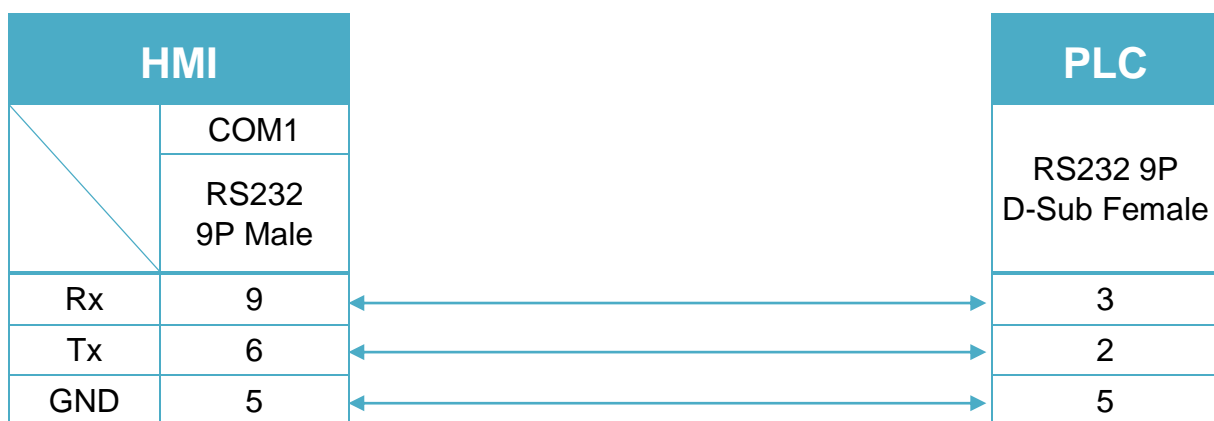 HMI
PLC
COM1
RS232
9P Male
RS232 9P
D-Sub Female
Rx 9 3
Tx 6 2
GND 5 5